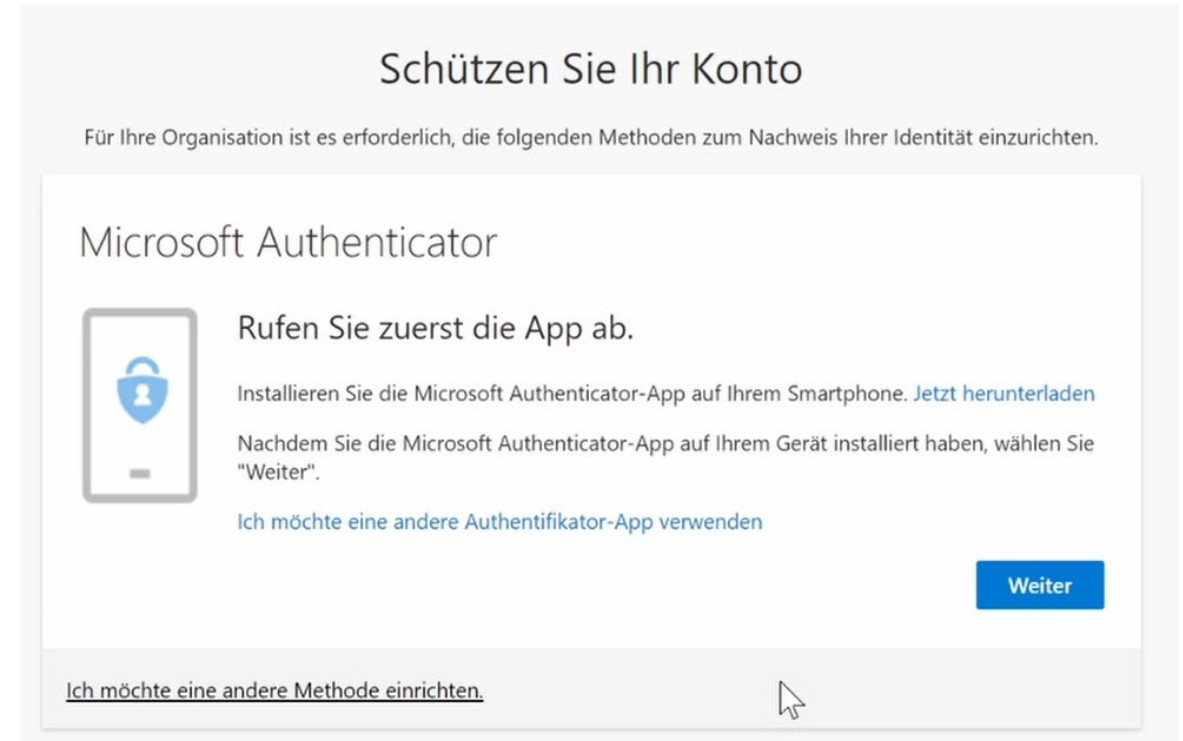 Schützen Sie Ihr Konto
Für Ihre Organisation ist es erforderlich, die folgenden Methoden zum Nachweis Ihrer Identität einzurichten.
Microsoft Authenticator
Rufen Sie zuerst die App ab.
Installieren Sie die Microsoft Authenticator-App auf Ihrem Smartphone. Jetzt herunterladen
Nachdem Sie die Microsoft Authenticator-App auf Ihrem Gerät installiert haben, wählen Sie
"Weiter".
Ich möchte eine andere Authentifikator-App verwenden
Weiter
Ich möchte eine andere Methode einrichten.